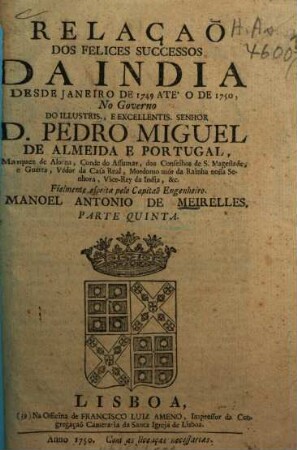 H. As.
4600
RELAÇAÕ
DOS FELICES SUCCESSOS
DA INDIA
DESDE JANEIRO DE 1749 ATE' O DE 1750,
No Governo
DO ILLUSTRIS., E EXCELLENTIS. SENHOR
D. PEDRO MIGUEL
DE ALMEIDA E PORTUGAL,
Marquez de Alorna, Conde do Assumar, dos Conselhos de S. Magestade,
e Guerra, Védor da Casa Real, Mordomo mór da Rainha nossa Se-
nhora, Vice-Rey da India, &c.
Fielmente escrita pelo Capitaõ Engenheiro.
MANOEL ANTONIO DE MEIRELLES,
PARTE QUINTA.
LISBOA,
Na Officina de FRANCISCO LUIZ AMENO, Impressor da Con-
gregaçaõ Cameraria da Santa Igreja de Lisboa.
Anno 1750. Com as licenças necessarias.